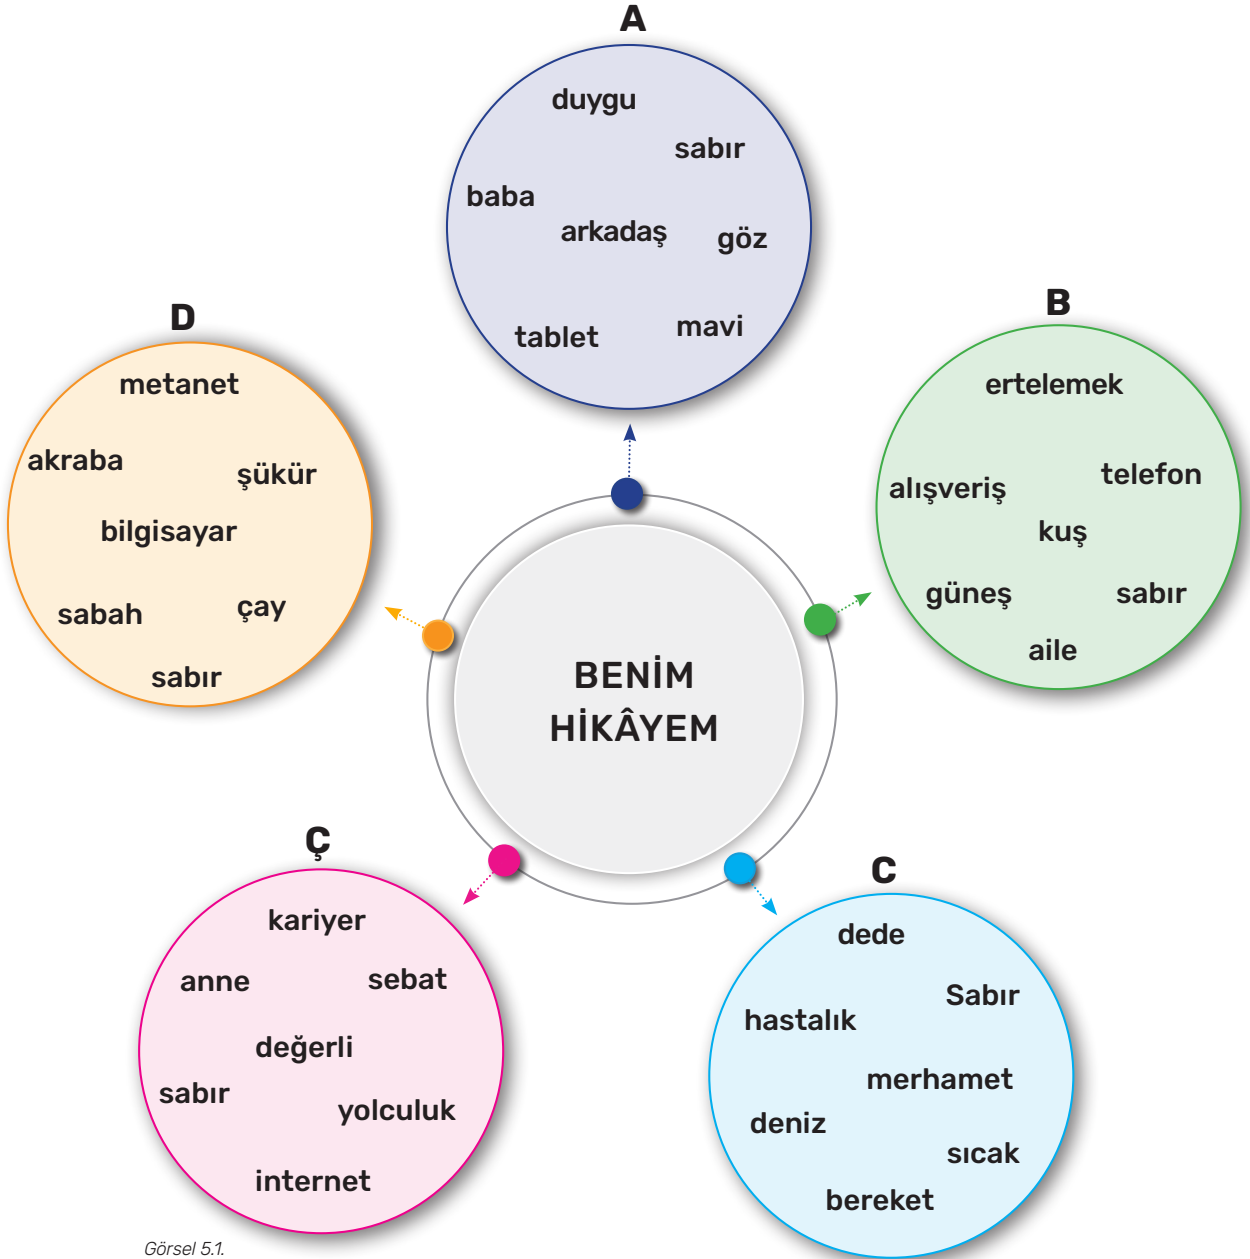 A
duygu
sabır
baba
arkadaş
göz
tablet
mavi
B
ertelemek
alışveriş
telefon
kuş
güneş
sabır
aile
C
dede
Sabır
hastalık
merhamet
deniz
sıcak
bereket
Ç
kariyer
anne
sebat
değerli
sabır
yolculuk
internet
D
metanet
akraba
şükür
bilgisayar
sabah
çay
sabır
BENİM
HİKÂYEM
Görsel 5.1.